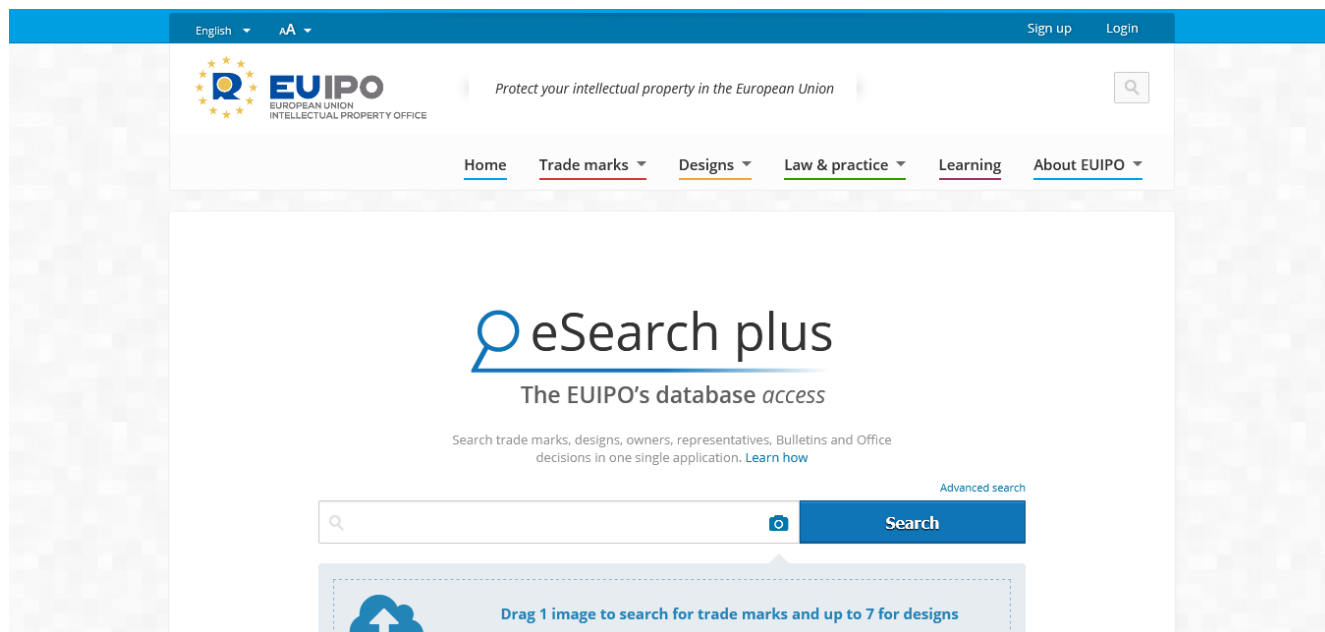 English AA Sign up Login
EUIPO
EUROPEAN UNION
INTELLECTUAL PROPERTY OFFICE
Protect your intellectual property in the European Union
Home Trade marks Designs Law & practice Learning About EUIPO
eSearch plus
The EUIPO’s database access
Search trade marks, designs, owners, representatives, Bulletins and Office
decisions in one single application. Learn how
Advanced search
Search
Drag 1 image to search for trade marks and up to 7 for designs